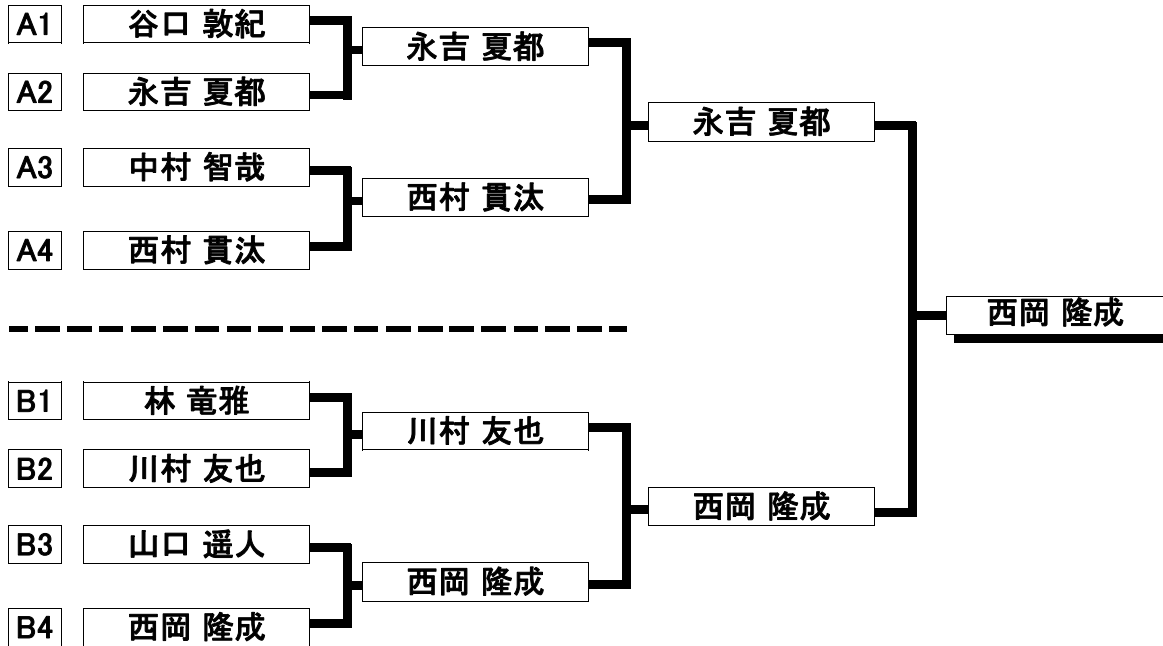 A1 谷口 敦紀
永吉 夏都
A2 永吉 夏都
永吉 夏都
A3 中村 智哉
西村 貫汰
A4 西村 貫汰
西岡 隆成
B1 林 竜雅
川村 友也
B2 川村 友也
西岡 隆成
B3 山口 遥人
西岡 隆成
B4 西岡 隆成